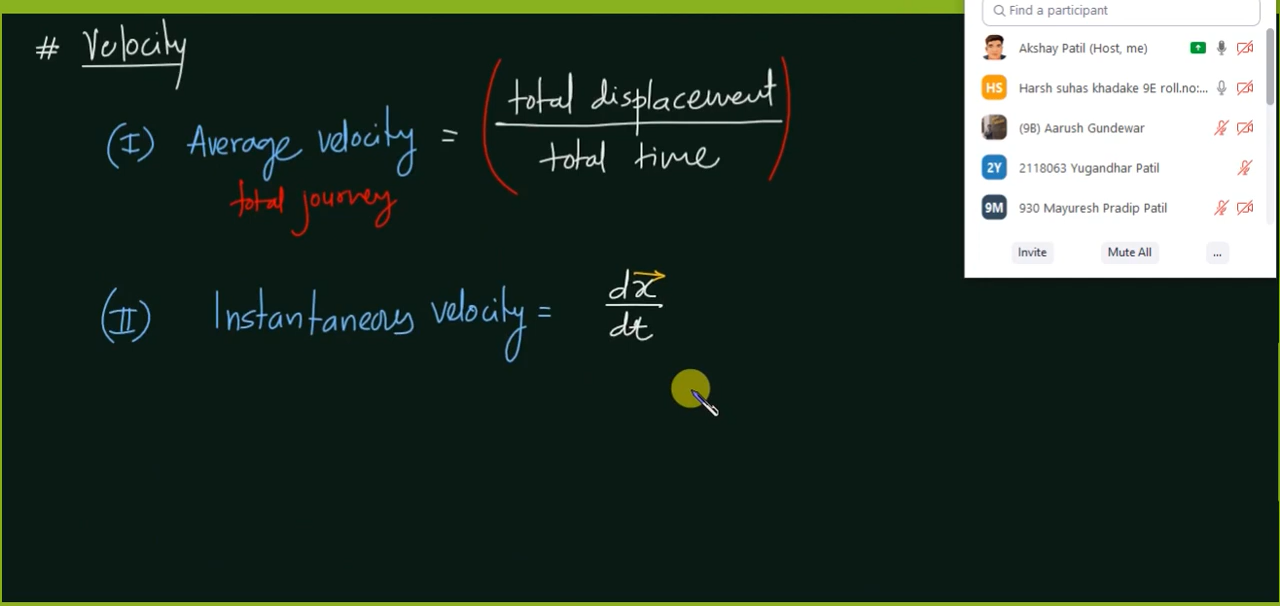 # Velocity
(I) Average velocity = (total displacement / total time)
total journey
(II) Instantaneous velocity = dx⃗ / dt
Find a participant
Akshay Patil (Host, me)
HS Harsh suhas khadake 9E roll.no:...
(9B) Aarush Gundewar
2Y 2118063 Yugandhar Patil
9M 930 Mayuresh Pradip Patil
Invite Mute All ...